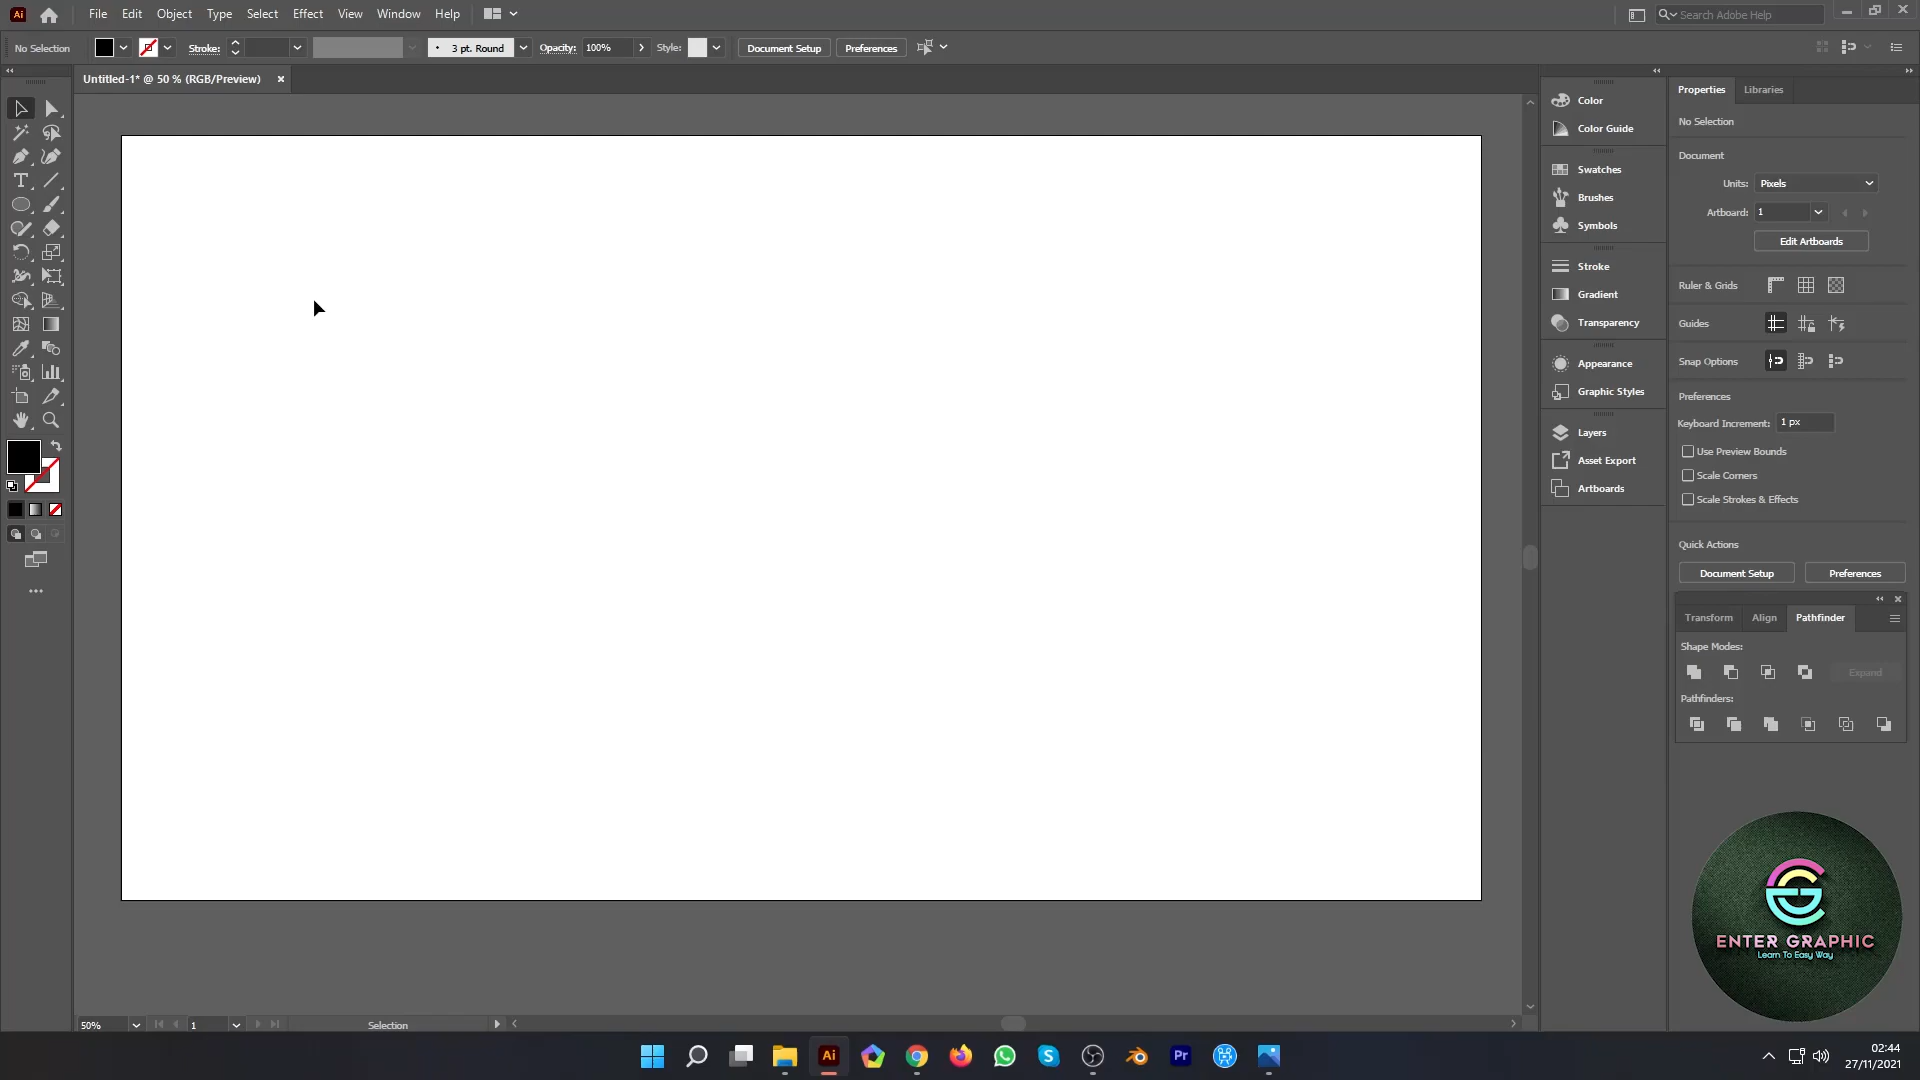 Ai File Edit Object Type Select Effect View Window Help Search Adobe Help
No Selection Stroke: 3 pt. Round Opacity: 100% Style: Document Setup Preferences
Untitled-1* @ 50 % (RGB/Preview)
Color
Color Guide
Swatches
Brushes
Symbols
Stroke
Gradient
Transparency
Appearance
Graphic Styles
Layers
Asset Export
Artboards
Properties Libraries
No Selection
Document
Units: Pixels
Artboard: 1
Edit Artboards
Ruler & Grids
Guides
Snap Options
Preferences
Keyboard Increment: 1 px
Use Preview Bounds
Scale Corners
Scale Strokes & Effects
Quick Actions
Document Setup Preferences
Transform Align Pathfinder
Shape Modes:
Expand
Pathfinders:
ENTER GRAPHIC
Learn To Easy Way
50% 1 Selection
Ai Pr
02:44
27/11/2021